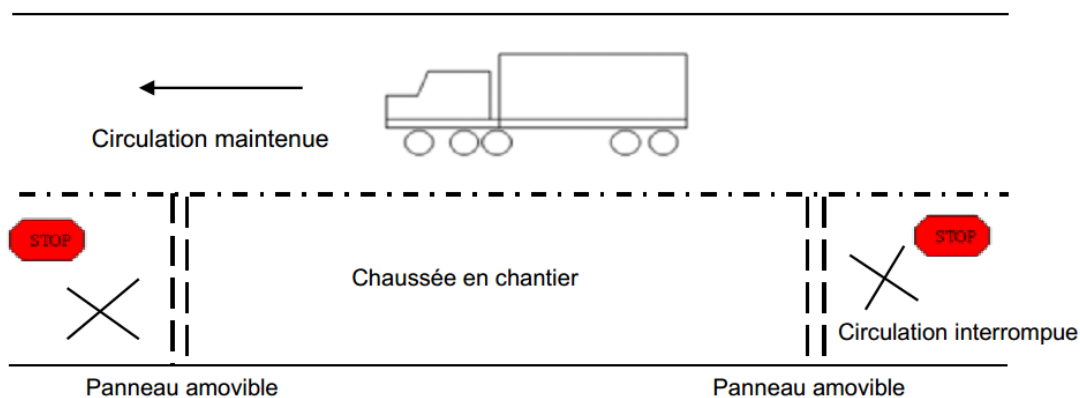 Circulation maintenue
STOP
STOP
Chaussée en chantier
Circulation interrompue
Panneau amovible
Panneau amovible